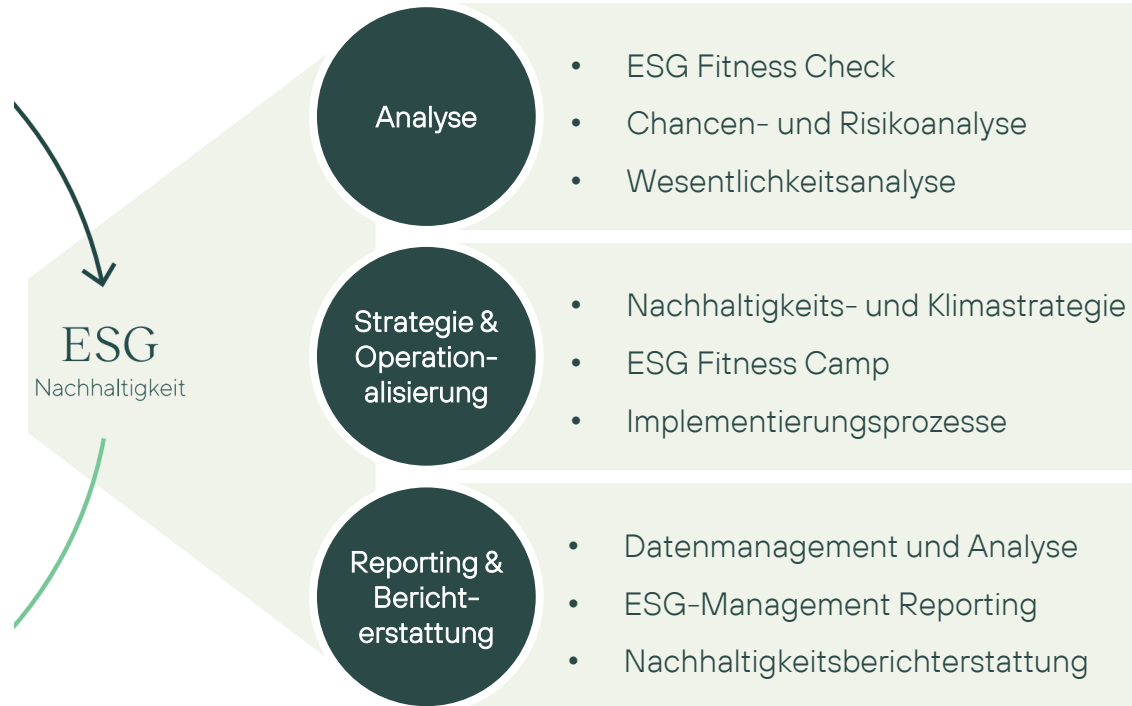 ESG
Nachhaltigkeit
Analyse
• ESG Fitness Check
• Chancen- und Risikoanalyse
• Wesentlichkeitsanalyse
Strategie &
Operation-
alisierung
• Nachhaltigkeits- und Klimastrategie
• ESG Fitness Camp
• Implementierungsprozesse
Reporting &
Bericht-
erstattung
• Datenmanagement und Analyse
• ESG-Management Reporting
• Nachhaltigkeitsberichterstattung